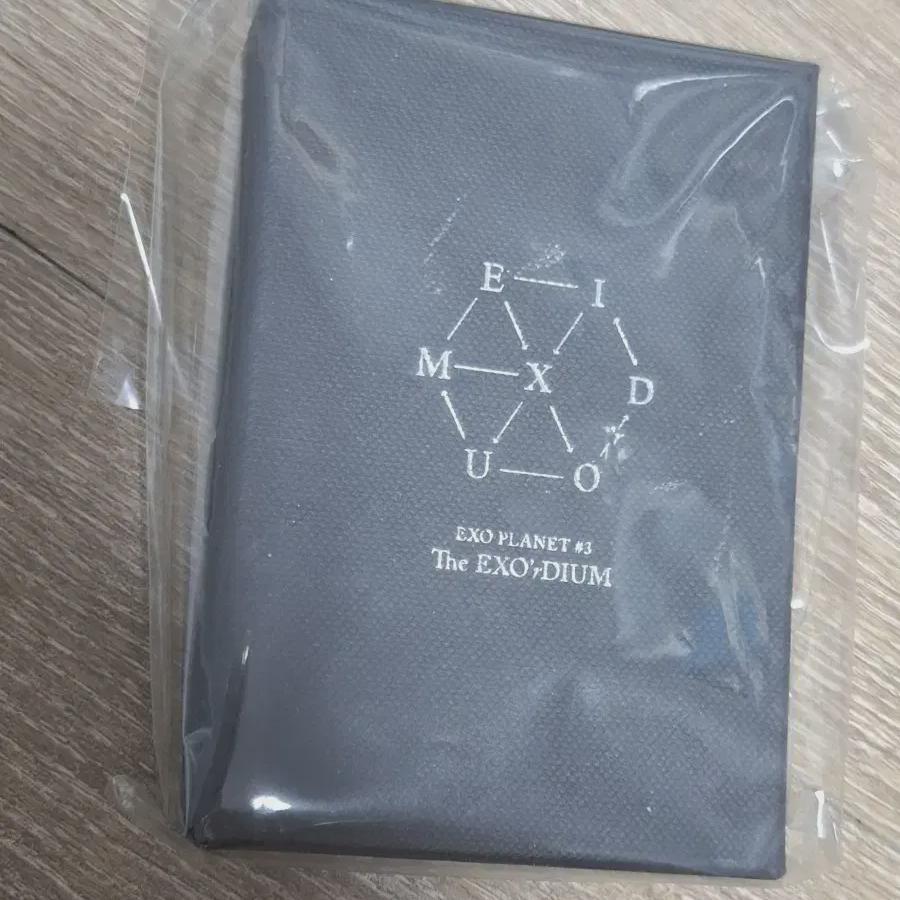 E I
M X D
U O
EXO PLANET #3
The EXO'rDIUM